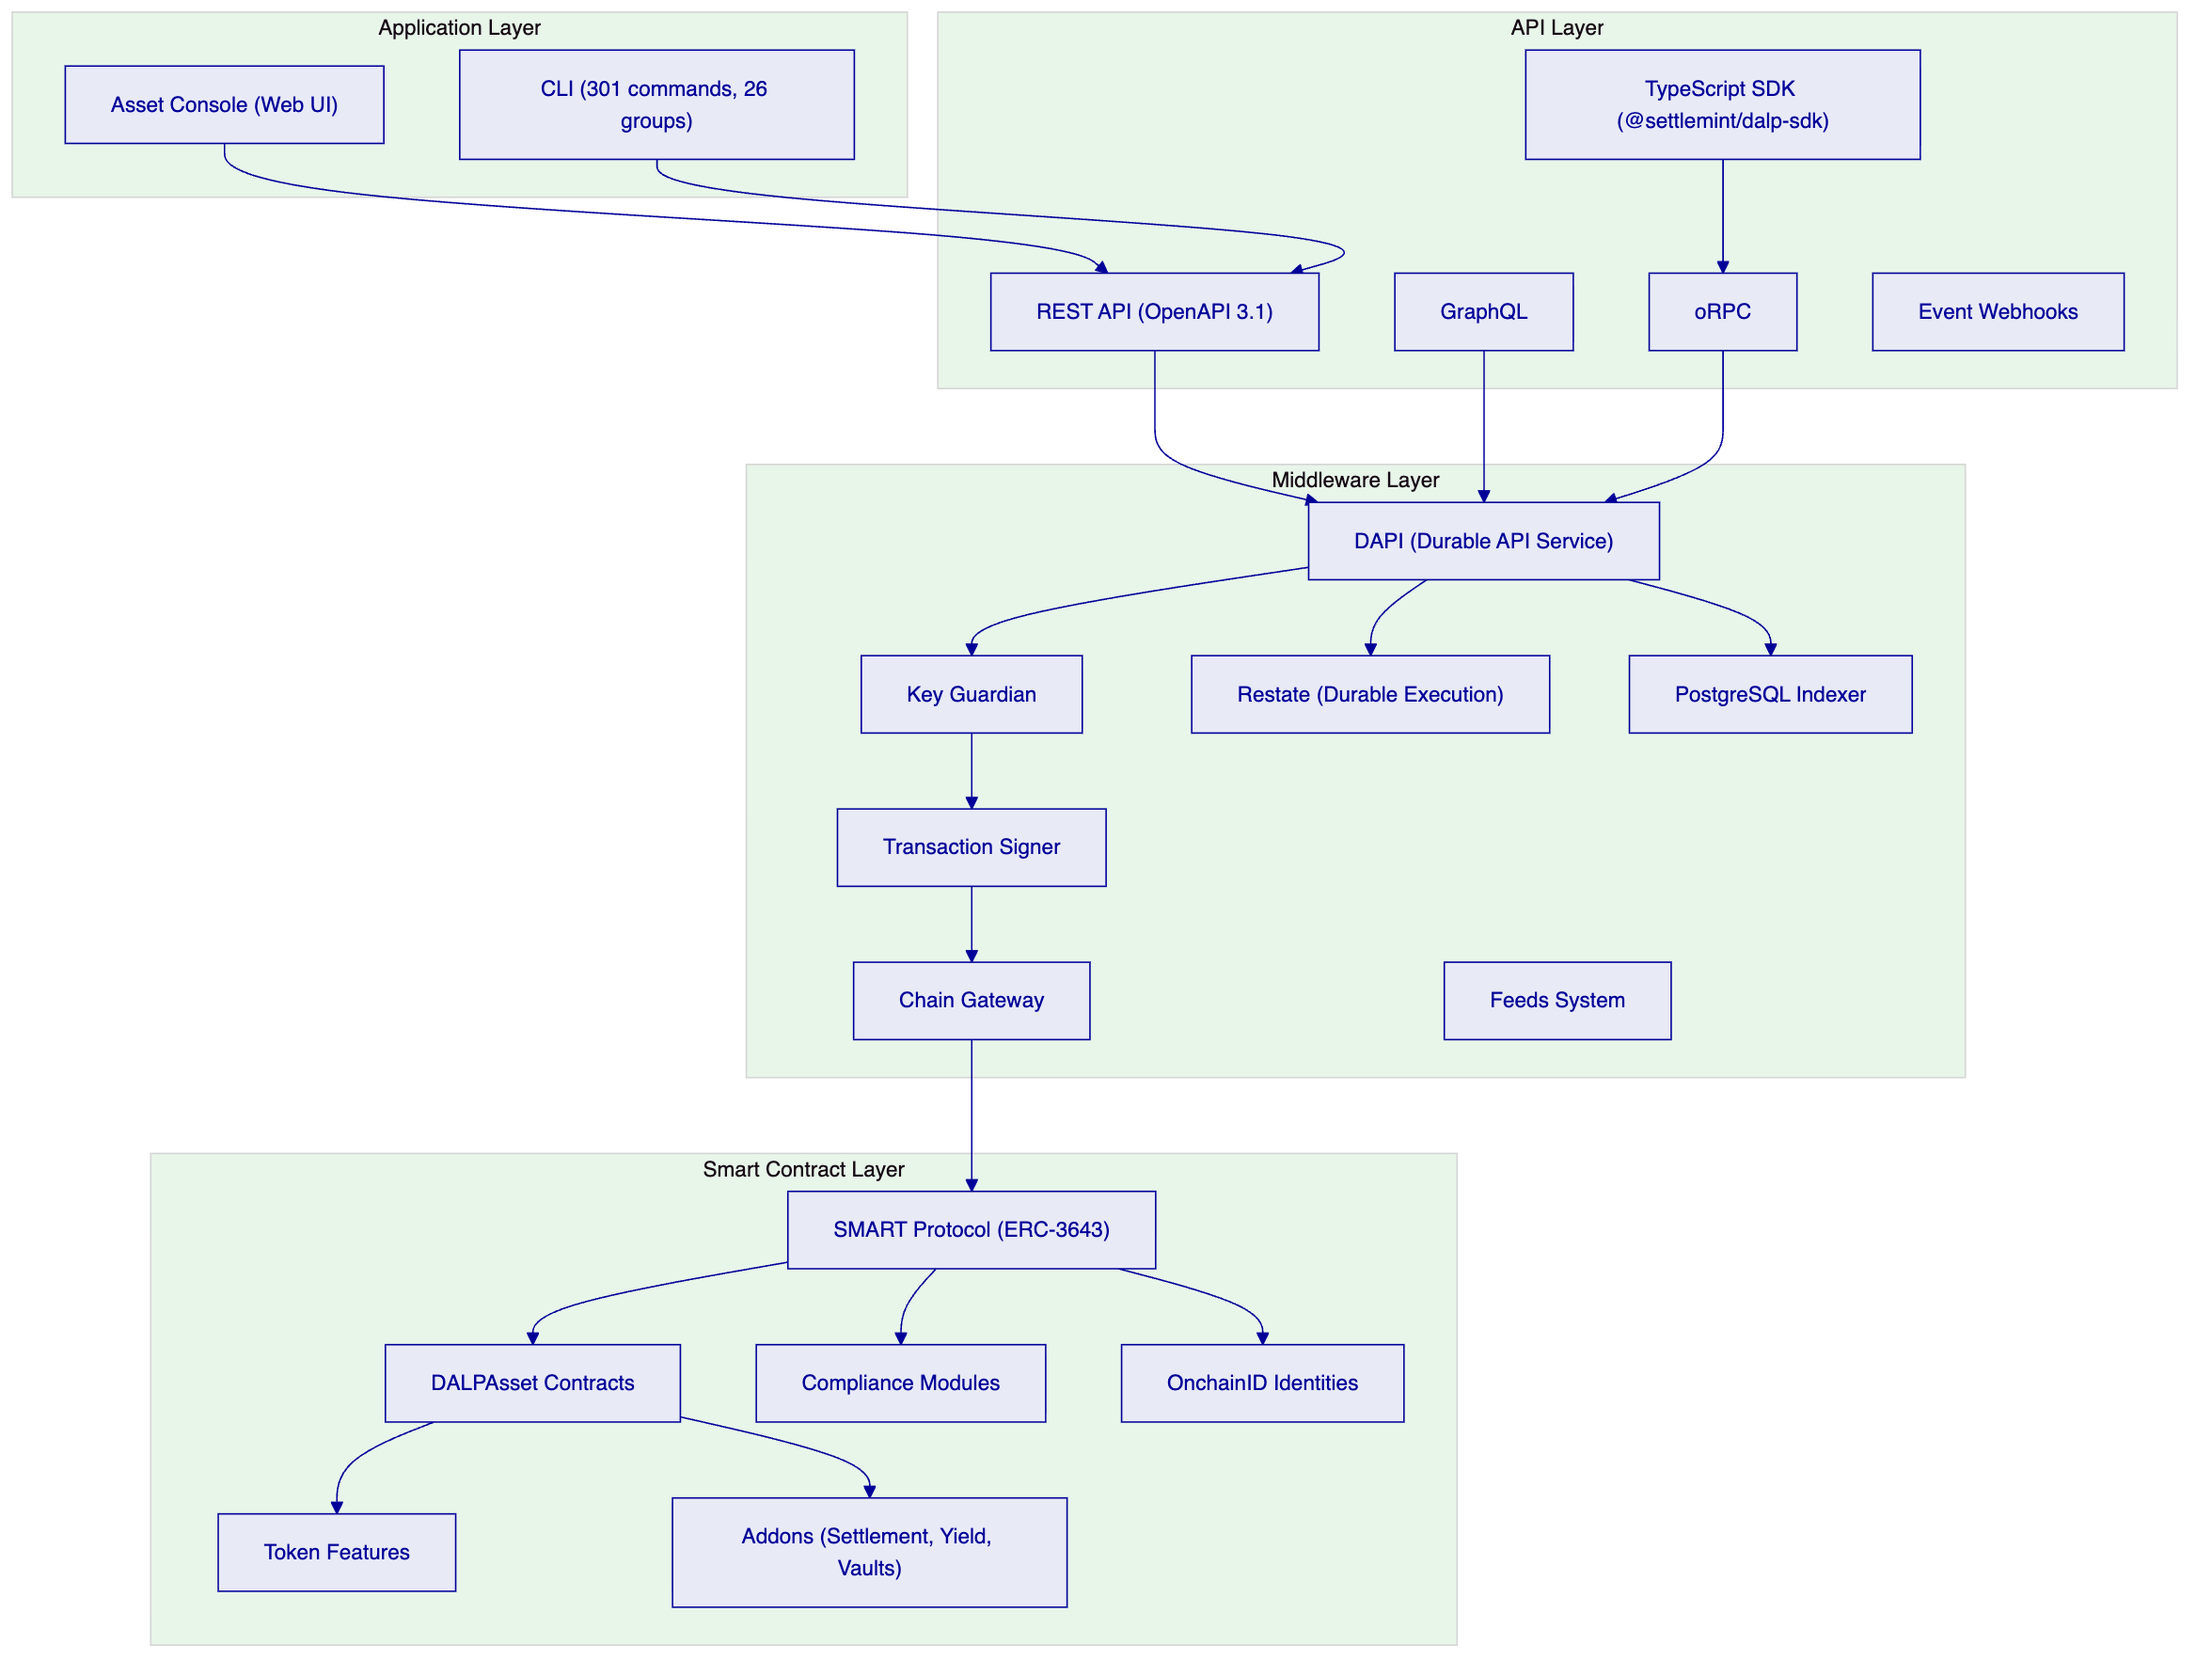 Application Layer
Asset Console (Web UI)
CLI (301 commands, 26
groups)
API Layer
TypeScript SDK
(@settlemint/dalp-sdk)
REST API (OpenAPI 3.1)
GraphQL
oRPC
Event Webhooks
Middleware Layer
DAPI (Durable API Service)
Key Guardian
Restate (Durable Execution)
PostgreSQL Indexer
Transaction Signer
Chain Gateway
Feeds System
Smart Contract Layer
SMART Protocol (ERC-3643)
DALPAsset Contracts
Compliance Modules
OnchainID Identities
Token Features
Addons (Settlement, Yield,
Vaults)